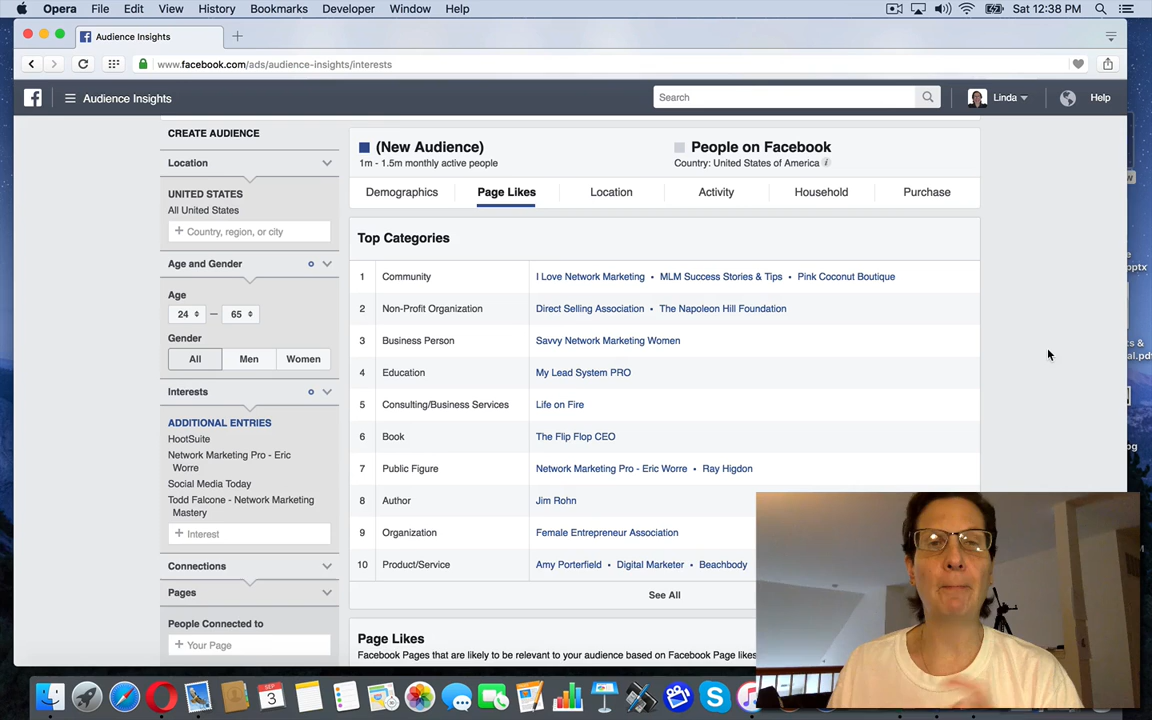 Opera File Edit View History Bookmarks Developer Window Help Sat 12:38 PM
Audience Insights
www.facebook.com/ads/audience-insights/interests
Audience Insights Search Linda Help
CREATE AUDIENCE
Location
UNITED STATES
All United States
+ Country, region, or city
Age and Gender
Age
24 — 65
Gender
All Men Women
Interests
ADDITIONAL ENTRIES
HootSuite
Network Marketing Pro - Eric
Worre
Social Media Today
Todd Falcone - Network Marketing
Mastery
+ Interest
Connections
Pages
People Connected to
+ Your Page
(New Audience)
1m - 1.5m monthly active people
People on Facebook
Country: United States of America
Demographics Page Likes Location Activity Household Purchase
Top Categories
1 Community I Love Network Marketing • MLM Success Stories & Tips • Pink Coconut Boutique
2 Non-Profit Organization Direct Selling Association • The Napoleon Hill Foundation
3 Business Person Savvy Network Marketing Women
4 Education My Lead System PRO
5 Consulting/Business Services Life on Fire
6 Book The Flip Flop CEO
7 Public Figure Network Marketing Pro - Eric Worre • Ray Higdon
8 Author Jim Rohn
9 Organization Female Entrepreneur Association
10 Product/Service Amy Porterfield • Digital Marketer • Beachbody
See All
Page Likes
Facebook Pages that are likely to be relevant to your audience based on Facebook Page likes
SEP
3